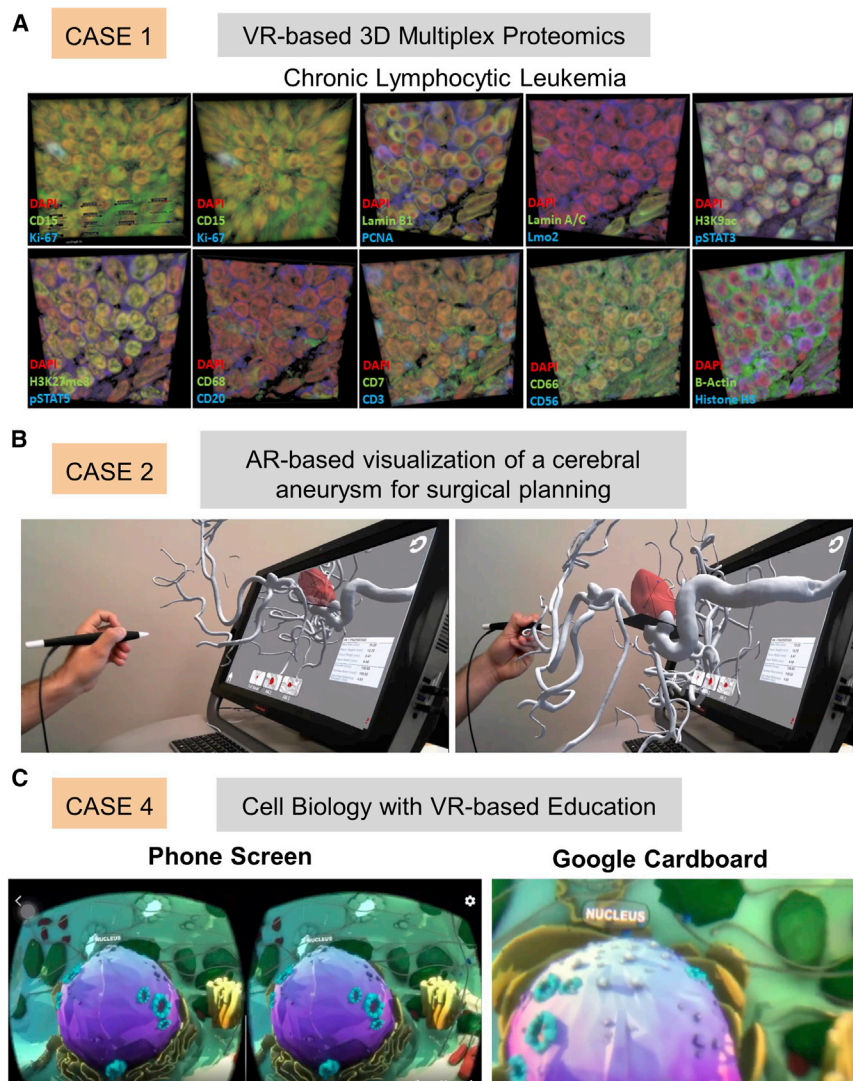 A
CASE 1
VR-based 3D Multiplex Proteomics
Chronic Lymphocytic Leukemia
DAPI
CD15
Ki-67
DAPI
CD15
Ki-67
DAPI
Lamin B1
PCNA
DAPI
Lamin A/C
Lmo2
DAPI
H3K9ac
pSTAT3
DAPI
H3K27me3
pSTAT5
DAPI
CD68
CD20
DAPI
CD7
CD3
DAPI
CD66
CD56
DAPI
B-Actin
Histone H3
B
CASE 2
AR-based visualization of a cerebral
aneurysm for surgical planning
C
CASE 4
Cell Biology with VR-based Education
Phone Screen
Google Cardboard
NUCLEUS
NUCLEUS
NUCLEUS